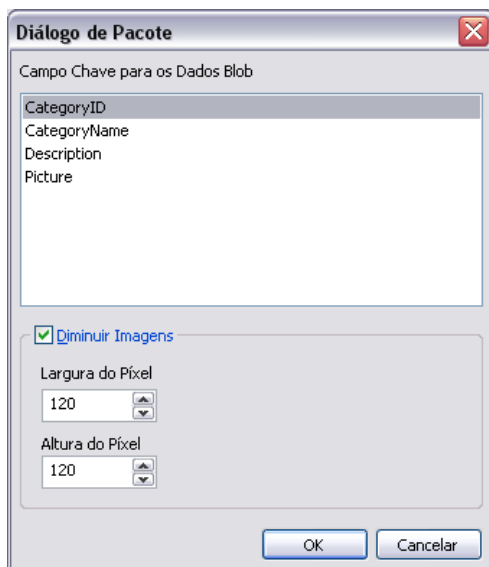 Diálogo de Pacote
Campo Chave para os Dados Blob
CategoryID
CategoryName
Description
Picture
Diminuir Imagens
Largura do Píxel
120
Altura do Píxel
120
OK
Cancelar